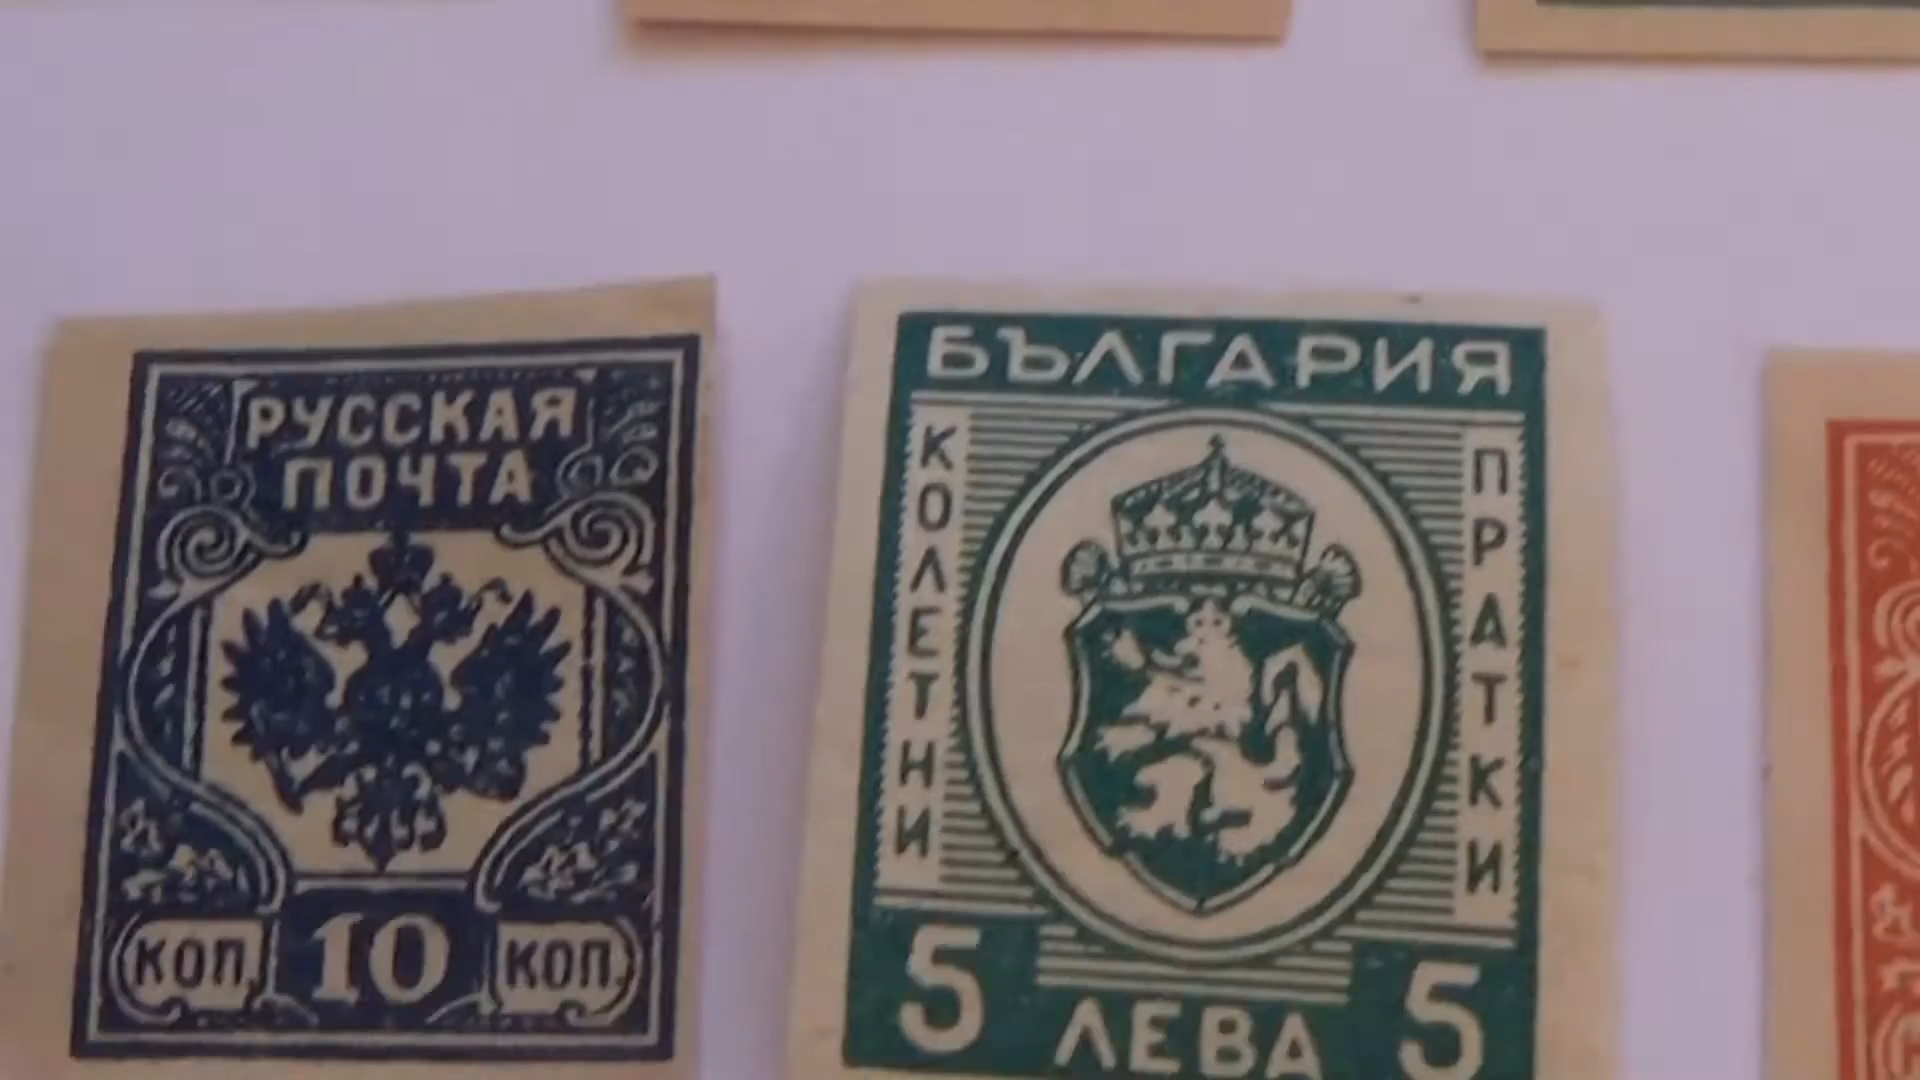 РУССКАЯ
ПОЧТА
КОП. 10 КОП.
БЪЛГАРИЯ
КОЛЕТНИ
ПРАТКИ
5 ЛЕВА 5